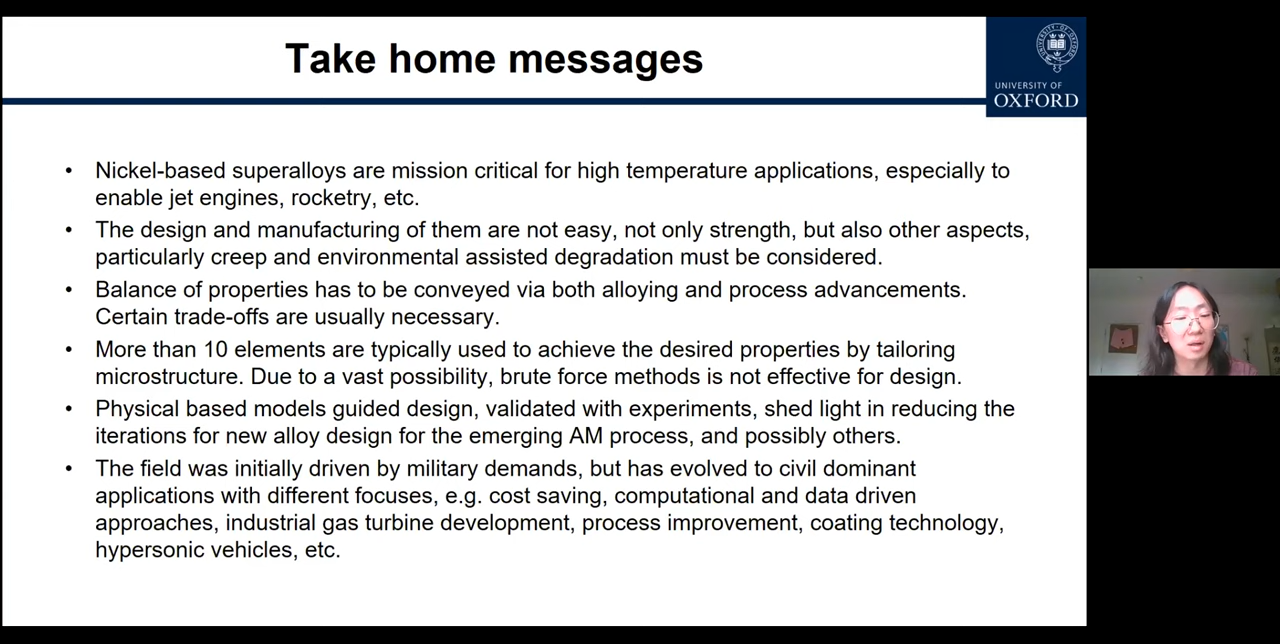 Take home messages
UNIVERSITY OF
OXFORD
• Nickel-based superalloys are mission critical for high temperature applications, especially to
enable jet engines, rocketry, etc.
• The design and manufacturing of them are not easy, not only strength, but also other aspects,
particularly creep and environmental assisted degradation must be considered.
• Balance of properties has to be conveyed via both alloying and process advancements.
Certain trade-offs are usually necessary.
• More than 10 elements are typically used to achieve the desired properties by tailoring
microstructure. Due to a vast possibility, brute force methods is not effective for design.
• Physical based models guided design, validated with experiments, shed light in reducing the
iterations for new alloy design for the emerging AM process, and possibly others.
• The field was initially driven by military demands, but has evolved to civil dominant
applications with different focuses, e.g. cost saving, computational and data driven
approaches, industrial gas turbine development, process improvement, coating technology,
hypersonic vehicles, etc.